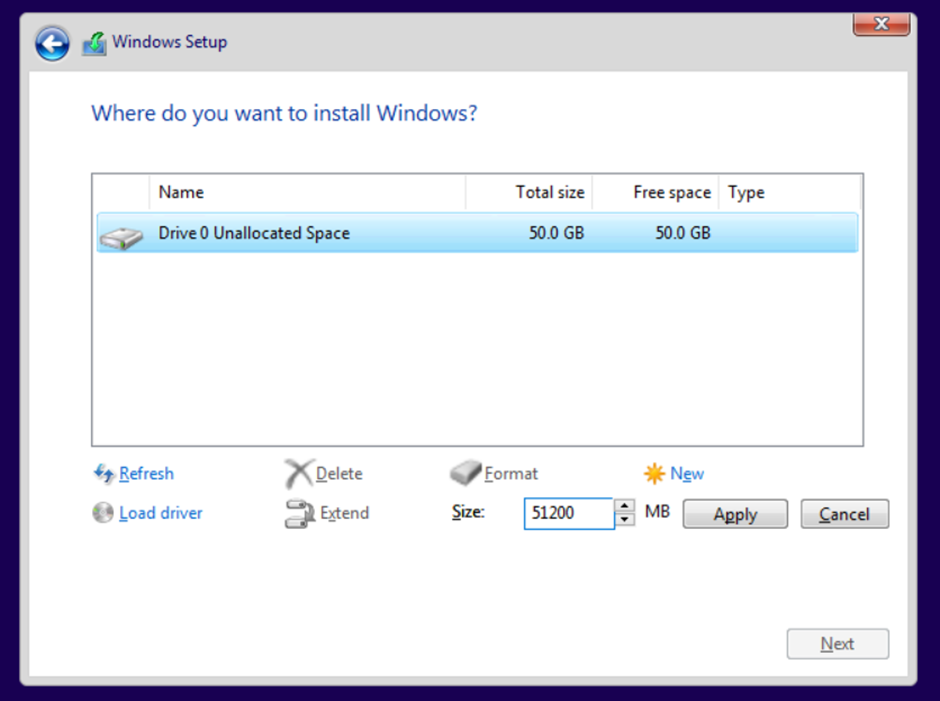 Windows Setup
Where do you want to install Windows?
Name Total size Free space Type
Drive 0 Unallocated Space 50.0 GB 50.0 GB
Refresh Delete Format New
Load driver Extend Size: 51200 MB Apply Cancel
Next